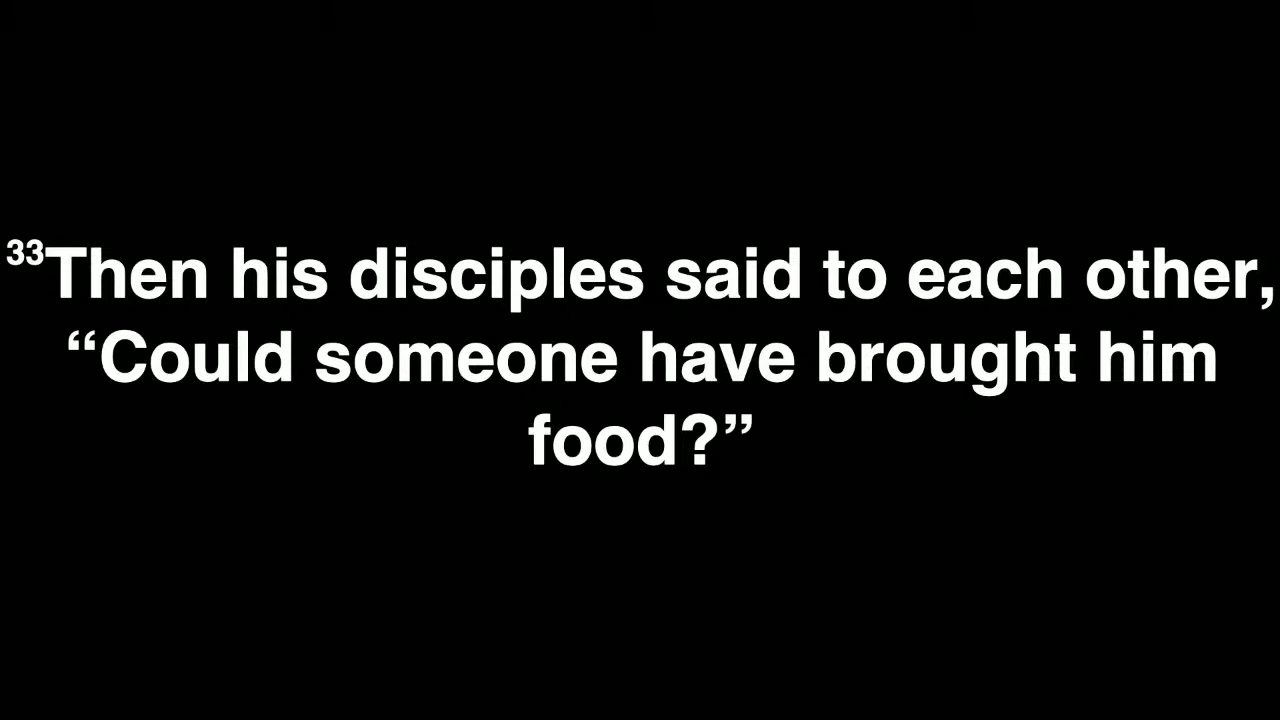 ³³Then his disciples said to each other,
“Could someone have brought him
food?”